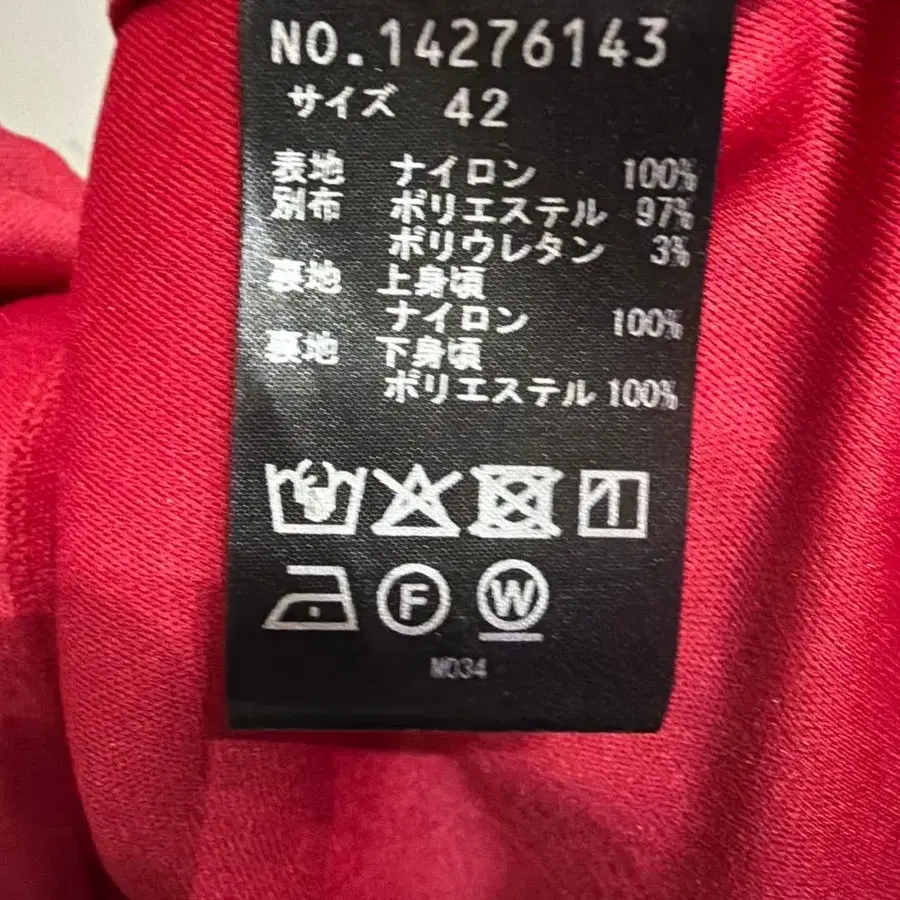 NO.14276143
サイズ 42
表地 ナイロン 100%
別布 ポリエステル 97%
ポリウレタン 3%
裏地 上身頃
ナイロン 100%
裏地 下身頃
ポリエステル 100%
F W
M034